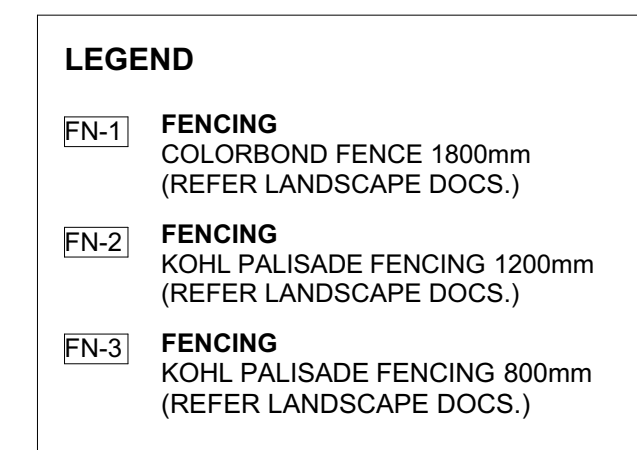 LEGEND
FN-1 FENCING
COLORBOND FENCE 1800mm
(REFER LANDSCAPE DOCS.)
FN-2 FENCING
KOHL PALISADE FENCING 1200mm
(REFER LANDSCAPE DOCS.)
FN-3 FENCING
KOHL PALISADE FENCING 800mm
(REFER LANDSCAPE DOCS.)